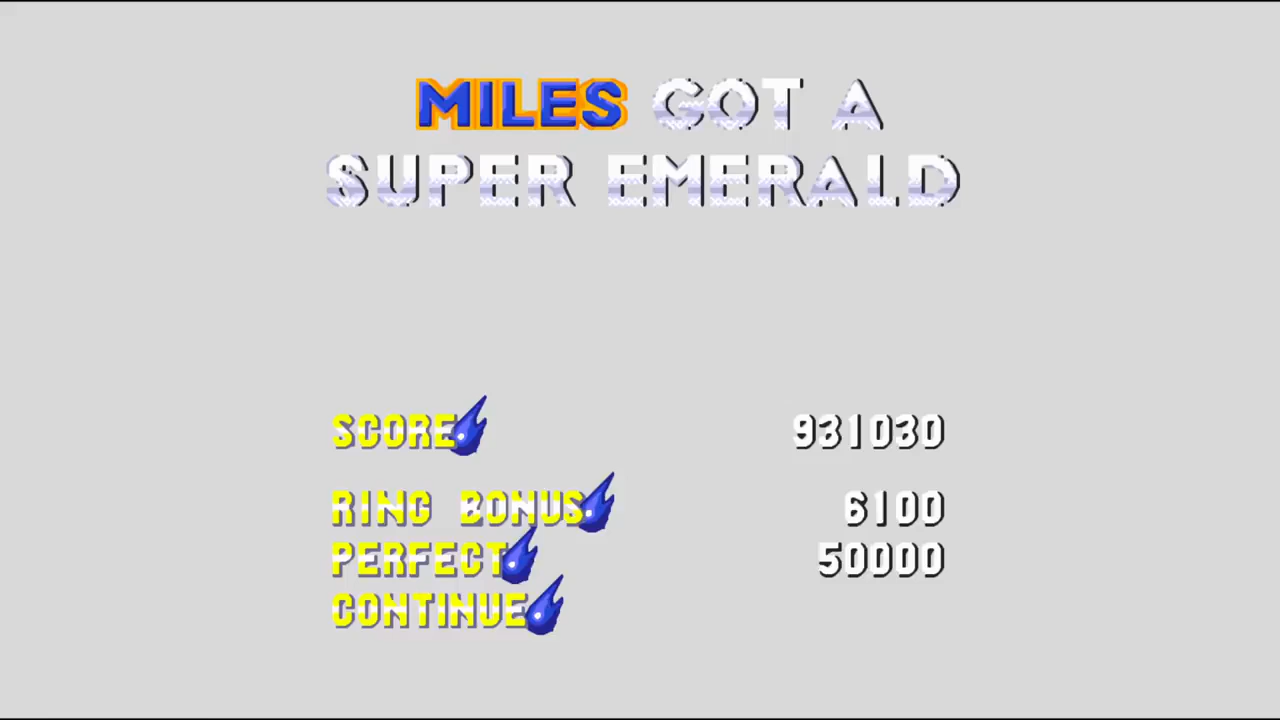 MILES GOT A
SUPER EMERALD
SCORE 931030
RING BONUS 6100
PERFECT 50000
CONTINUE